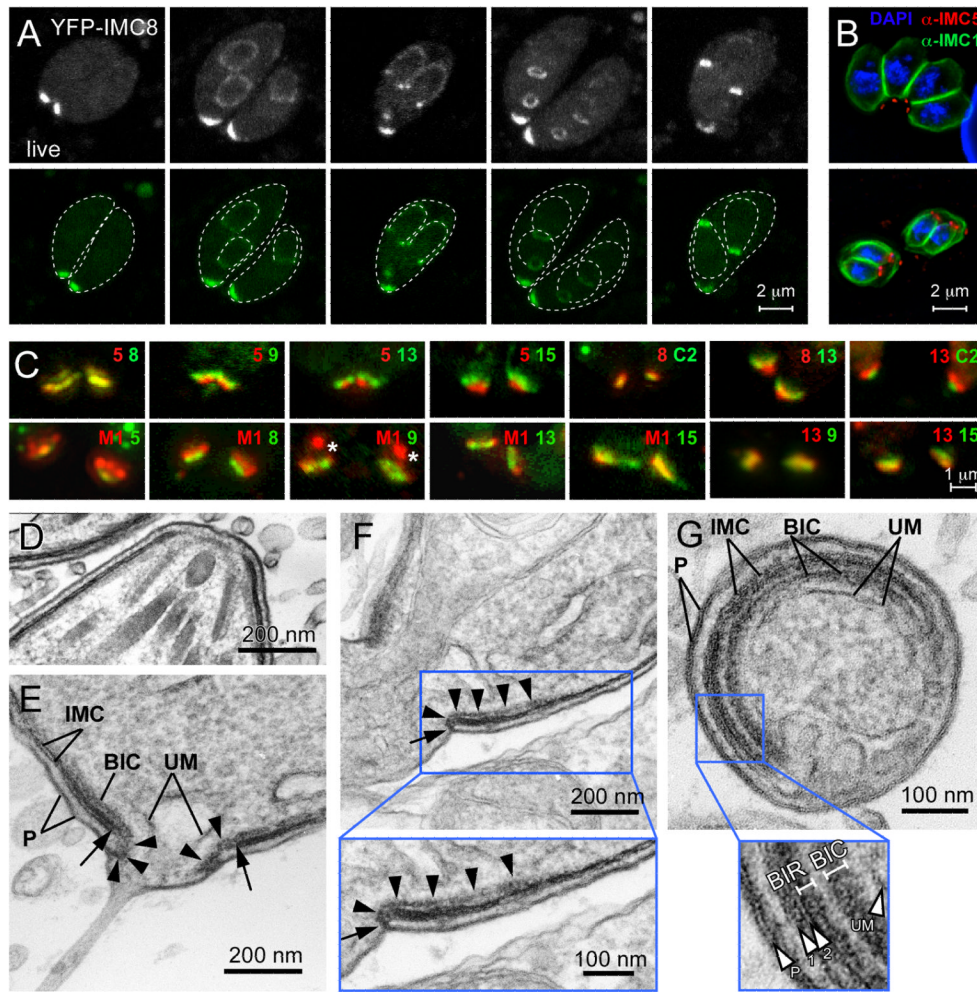 A YFP-IMC8
live
2 μm
B DAPI α-IMC5
α-IMC1
2 μm
C
5 8
5 9
5 13
5 15
8 C2
8 13
13 C2
M1 5
M1 8
M1 9
*
*
M1 13
M1 15
13 9
13 15
1 μm
D
200 nm
E
IMC
BIC
UM
P
200 nm
F
200 nm
100 nm
G
P
IMC
BIC
UM
100 nm
BIR
BIC
UM
P
1
2